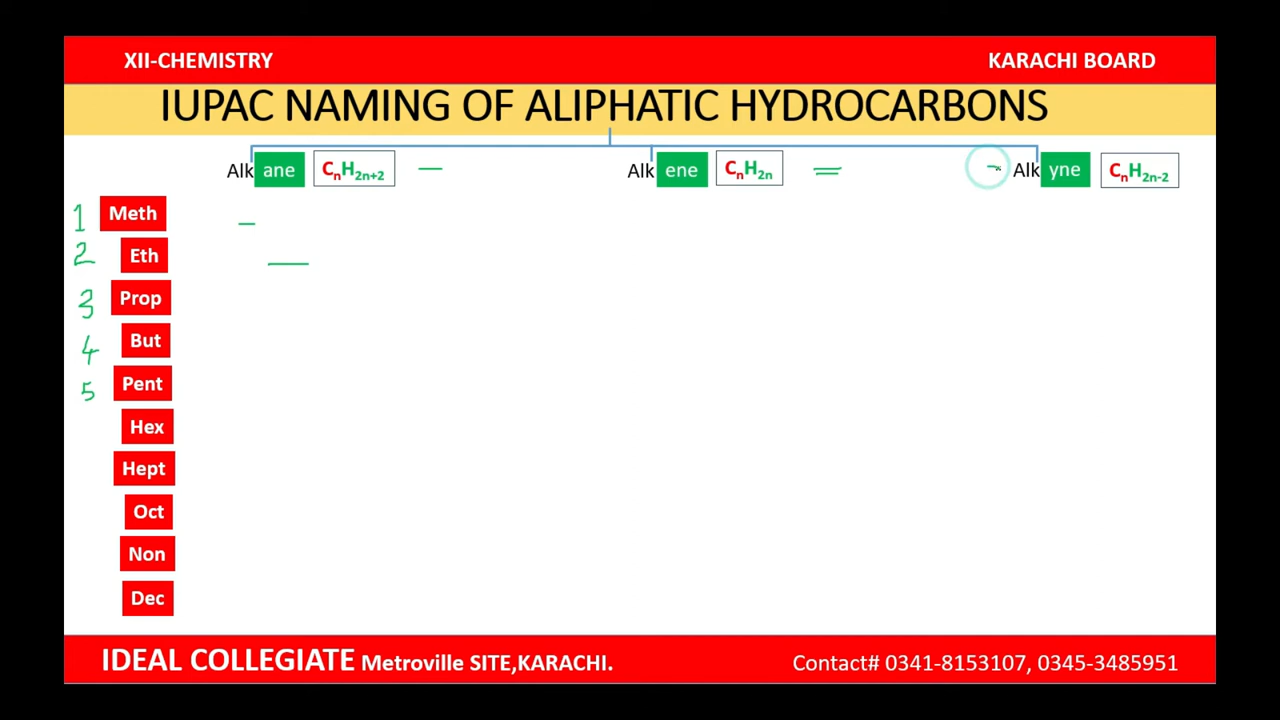 XII-CHEMISTRY KARACHI BOARD
IUPAC NAMING OF ALIPHATIC HYDROCARBONS
Alk ane CnH2n+2 — Alk ene CnH2n = Alk yne CnH2n-2
1 Meth
2 Eth
3 Prop
4 But
5 Pent
Hex
Hept
Oct
Non
Dec
IDEAL COLLEGIATE Metroville SITE,KARACHI. Contact# 0341-8153107, 0345-3485951